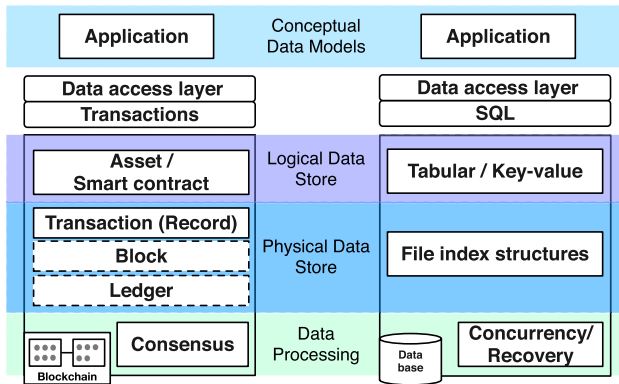 Application
Conceptual
Data Models
Application
Data access layer
Transactions
Data access layer
SQL
Asset /
Smart contract
Logical Data
Store
Tabular / Key-value
Transaction (Record)
Block
Ledger
Physical Data
Store
File index structures
Blockchain
Consensus
Data
Processing
Data
base
Concurrency/
Recovery